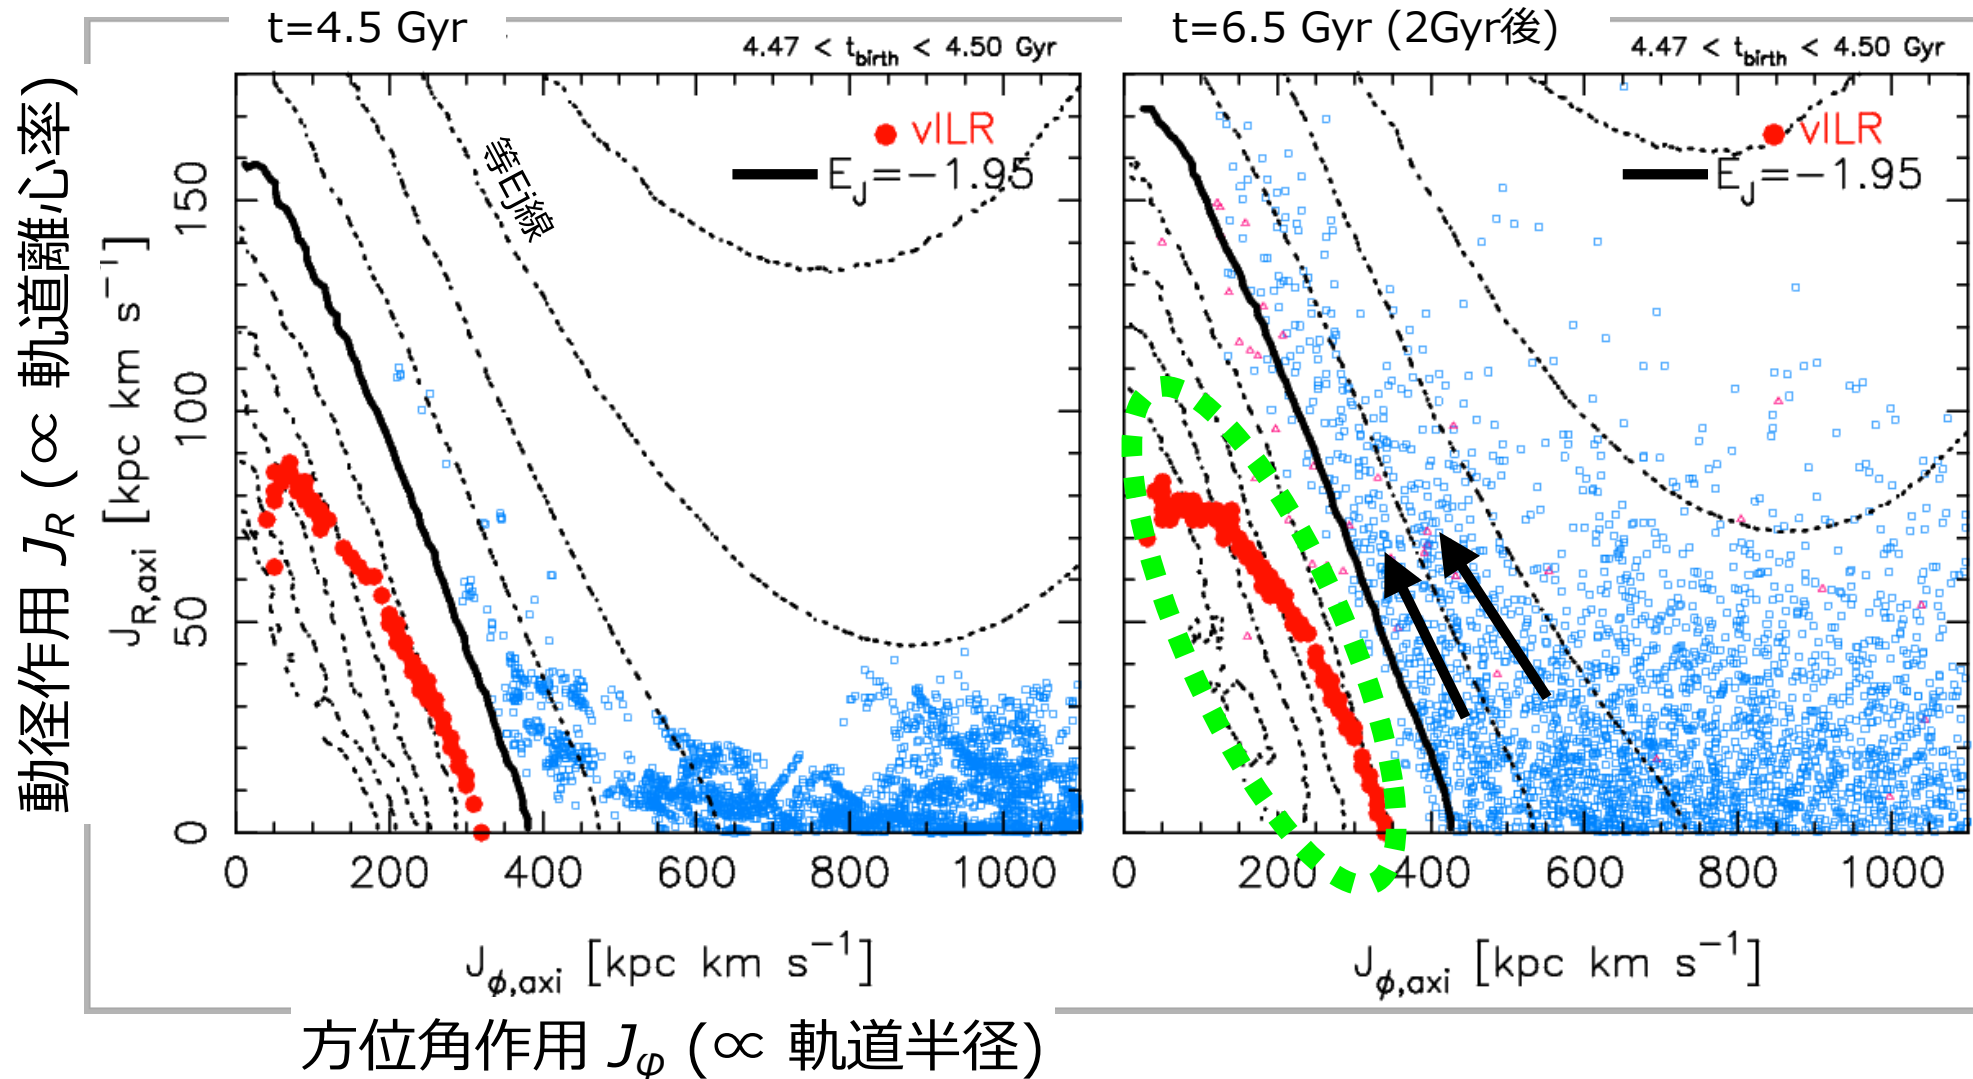 t=4.5 Gyr
4.47 < t_birth < 4.50 Gyr
vILR
E_J=−1.95
等Ej線
150
100
50
0
0 200 400 600 800 1000
J_R,axi [kpc km s⁻¹]
動径作用 J_R (∝ 軌道離心率)
J_ϕ,axi [kpc km s⁻¹]
t=6.5 Gyr (2Gyr後)
4.47 < t_birth < 4.50 Gyr
vILR
E_J=−1.95
0 200 400 600 800 1000
J_ϕ,axi [kpc km s⁻¹]
方位角作用 J_φ (∝ 軌道半径)